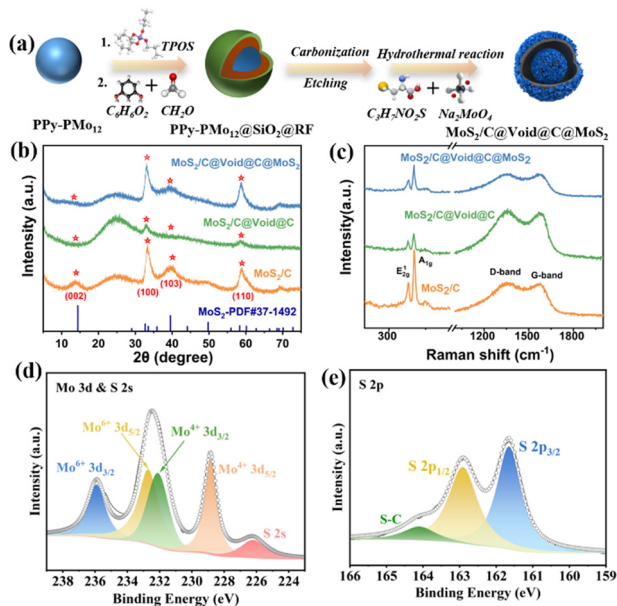 (a)
1.
TPOS
2.
C₆H₆O₂
CH₂O
PPy-PMo₁₂
PPy-PMo₁₂@SiO₂@RF
Carbonization
Etching
Hydrothermal reaction
C₃H₇NO₂S
Na₂MoO₄
MoS₂/C@Void@C@MoS₂
(b)
Intensity (a.u.)
MoS₂/C@Void@C@MoS₂
MoS₂/C@Void@C
MoS₂/C
(002)
(100)
(103)
(110)
MoS₂-PDF#37-1492
10 20 30 40 50 60 70
2θ (degree)
(c)
Intensity(a.u.)
MoS₂/C@Void@C@MoS₂
MoS₂/C@Void@C
E¹₂g
A₁g
MoS₂/C
D-band
G-band
300 1200 1500 1800
Raman shift (cm⁻¹)
(d)
Mo 3d & S 2s
Intensity (a.u.)
Mo⁶⁺ 3d₃/₂
Mo⁶⁺ 3d₅/₂
Mo⁴⁺ 3d₃/₂
Mo⁴⁺ 3d₅/₂
S 2s
238 236 234 232 230 228 226 224
Binding Energy (eV)
(e)
S 2p
Intensity (a.u.)
S-C
S 2p₁/₂
S 2p₃/₂
166 165 164 163 162 161 160 159
Binding Energy (eV)